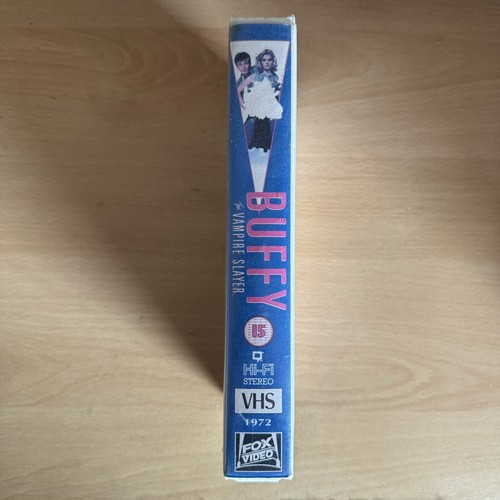 BUFFY
The VAMPIRE SLAYER
15
Hi-Fi
STEREO
VHS
1972
FOX
VIDEO